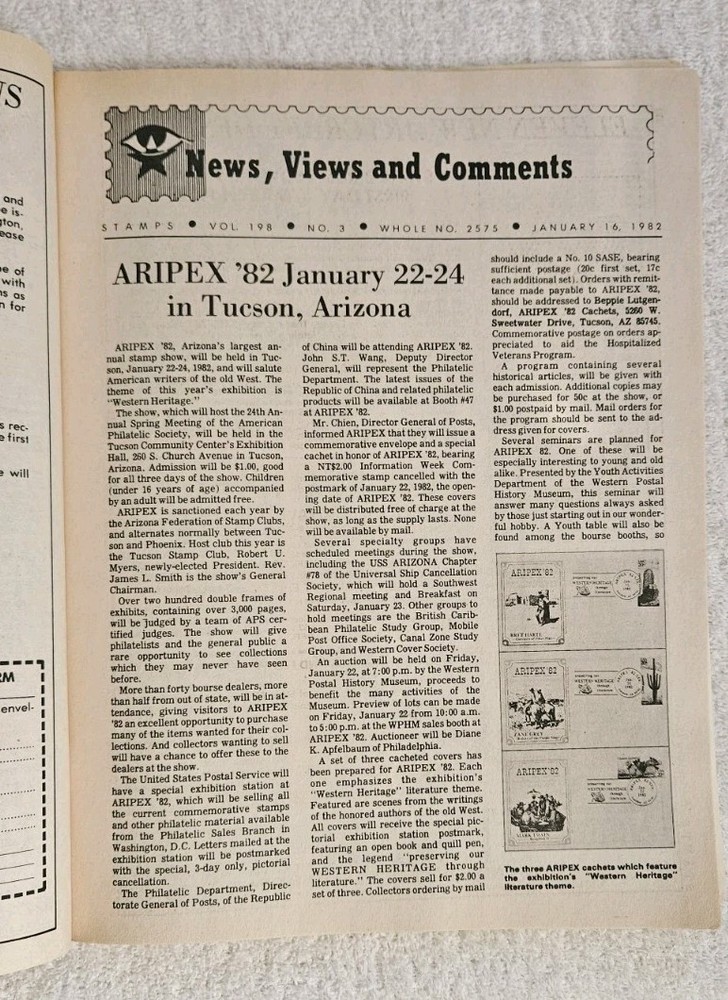 WS
and
e is-
gton,
ease
e of
with
ns as
n for
s rec-
e first
e will
RM
envel-
News, Views and Comments
STAMPS • VOL. 198 • NO. 3 • WHOLE NO. 2575 • JANUARY 16, 1982
ARIPEX '82 January 22-24
in Tucson, Arizona
ARIPEX '82, Arizona's largest an-
nual stamp show, will be held in Tuc-
son, January 22-24, 1982, and will salute
American writers of the old West. The
theme of this year's exhibition is
"Western Heritage."
The show, which will host the 24th An-
nual Spring Meeting of the American
Philatelic Society, will be held in the
Tucson Community Center's Exhibition
Hall, 260 S. Church Avenue in Tucson,
Arizona. Admission will be $1.00, good
for all three days of the show. Children
(under 16 years of age) accompanied
by an adult will be admitted free.
ARIPEX is sanctioned each year by
the Arizona Federation of Stamp Clubs,
and alternates normally between Tuc-
son and Phoenix. Host club this year is
the Tucson Stamp Club, Robert U.
Myers, newly-elected President. Rev.
James L. Smith is the show's General
Chairman.
Over two hundred double frames of
exhibits, containing over 3,000 pages,
will be judged by a team of APS cer-
tified judges. The show will give
philatelists and the general public a
rare opportunity to see collections
which they may never have seen
before.
More than forty bourse dealers, more
than half from out of state, will be in at-
tendance, giving visitors to ARIPEX
'82 an excellent opportunity to purchase
many of the items wanted for their col-
lections. And collectors wanting to sell
will have a chance to offer these to the
dealers at the show.
The United States Postal Service will
have a special exhibition station at
ARIPEX '82, which will be selling all
the current commemorative stamps
and other philatelic material available
from the Philatelic Sales Branch in
Washington, D.C. Letters mailed at the
exhibition station will be postmarked
with the special, 3-day only, pictorial
cancellation.
The Philatelic Department, Direc-
torate General of Posts, of the Republic
of China will be attending ARIPEX '82.
John S.T. Wang, Deputy Director
General, will represent the Philatelic
Department. The latest issues of the
Republic of China and related philatelic
products will be available at Booth #47
at ARIPEX '82.
Mr. Chien, Director General of Posts,
informed ARIPEX that they will issue a
commemorative envelope and a special
cachet in honor of ARIPEX '82, bearing
a NT$2.00 Information Week Com-
memorative stamp cancelled with the
postmark of January 22, 1982, the open-
ing date of ARIPEX '82. These covers
will be distributed free of charge at the
show, as long as the supply lasts. None
will be available by mail.
Several specialty groups have
scheduled meetings during the show,
including the USS ARIZONA Chapter
#78 of the Universal Ship Cancellation
Society, which will hold a Southwest
Regional meeting and Breakfast on
Saturday, January 23. Other groups to
hold meetings are the British Carib-
bean Philatelic Study Group, Mobile
Post Office Society, Canal Zone Study
Group, and Western Cover Society.
An auction will be held on Friday,
January 22, at 7:00 p.m. by the Western
Postal History Museum, proceeds to
benefit the many activities of the
Museum. Preview of lots can be made
on Friday, January 22 from 10:00 a.m.
to 5:00 p.m. at the WPHM sales booth at
ARIPEX '82. Auctioneer will be Diane
K. Apfelbaum of Philadelphia.
A set of three cacheted covers has
been prepared for ARIPEX '82. Each
one emphasizes the exhibition's
"Western Heritage" literature theme.
Featured are scenes from the writings
of the honored authors of the old West.
All covers will receive the special pic-
torial exhibition station postmark,
featuring an open book and quill pen,
and the legend "preserving our
WESTERN HERITAGE through
literature." The covers sell for $2.00 a
set of three. Collectors ordering by mail
should include a No. 10 SASE, bearing
sufficient postage (20c first set, 17c
each additional set). Orders with remit-
tance made payable to ARIPEX '82,
should be addressed to Beppie Lutgen-
dorf, ARIPEX '82 Cachets, 5260 W.
Sweetwater Drive, Tucson, AZ 85745.
Commemorative postage on orders ap-
preciated to aid the Hospitalized
Veterans Program.
A program containing several
historical articles, will be given with
each admission. Additional copies may
be purchased for 50c at the show, or
$1.00 postpaid by mail. Mail orders for
the program should be sent to the ad-
dress given for covers.
Several seminars are planned for
ARIPEX 82. One of these will be
especially interesting to young and old
alike. Presented by the Youth Activities
Department of the Western Postal
History Museum, this seminar will
answer many questions always asked
by those just starting out in our wonder-
ful hobby. A Youth table will also be
found among the bourse booths, so
ARIPEX '82
BRET HARTE
WESTERN HERITAGE
ARIPEX '82
ZANE GREY
WESTERN HERITAGE
ARIPEX '82
MARK TWAIN
WESTERN HERITAGE
The three ARIPEX cachets which feature
the exhibition's "Western Heritage"
literature theme.